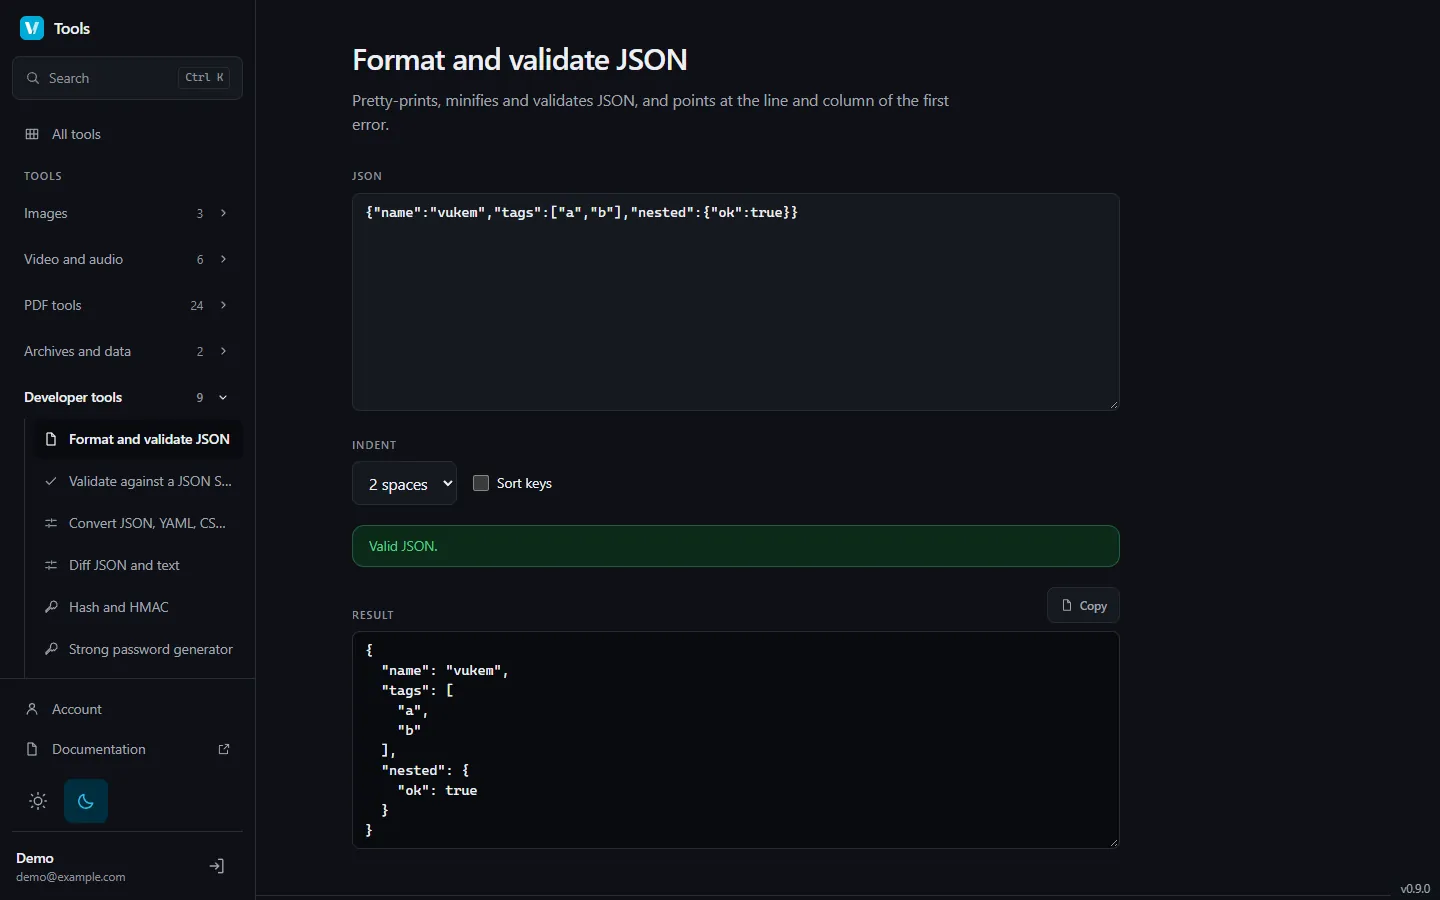 Tools
Search
Ctrl K
All tools
TOOLS
Images 3
Video and audio 6
PDF tools 24
Archives and data 2
Developer tools 9
Format and validate JSON
Validate against a JSON S...
Convert JSON, YAML, CS...
Diff JSON and text
Hash and HMAC
Strong password generator
Account
Documentation
Demo
demo@example.com
Format and validate JSON
Pretty-prints, minifies and validates JSON, and points at the line and column of the first
error.
JSON
{"name":"vukem","tags":["a","b"],"nested":{"ok":true}}
INDENT
2 spaces
Sort keys
Valid JSON.
RESULT
Copy
{
  "name": "vukem",
  "tags": [
    "a",
    "b"
  ],
  "nested": {
    "ok": true
  }
}
v0.9.0